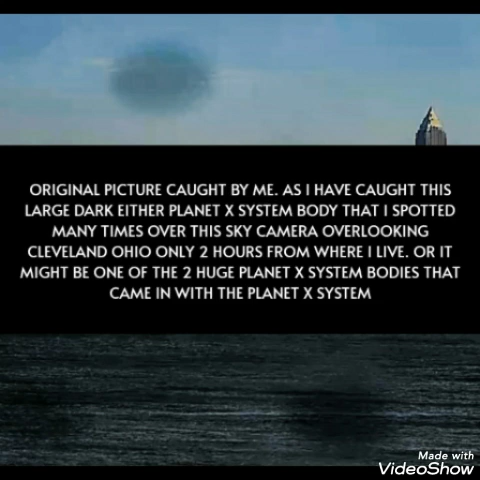 ORIGINAL PICTURE CAUGHT BY ME. AS I HAVE CAUGHT THIS
LARGE DARK EITHER PLANET X SYSTEM BODY THAT I SPOTTED
MANY TIMES OVER THIS SKY CAMERA OVERLOOKING
CLEVELAND OHIO ONLY 2 HOURS FROM WHERE I LIVE. OR IT
MIGHT BE ONE OF THE 2 HUGE PLANET X SYSTEM BODIES THAT
CAME IN WITH THE PLANET X SYSTEM
Made with
VideoShow